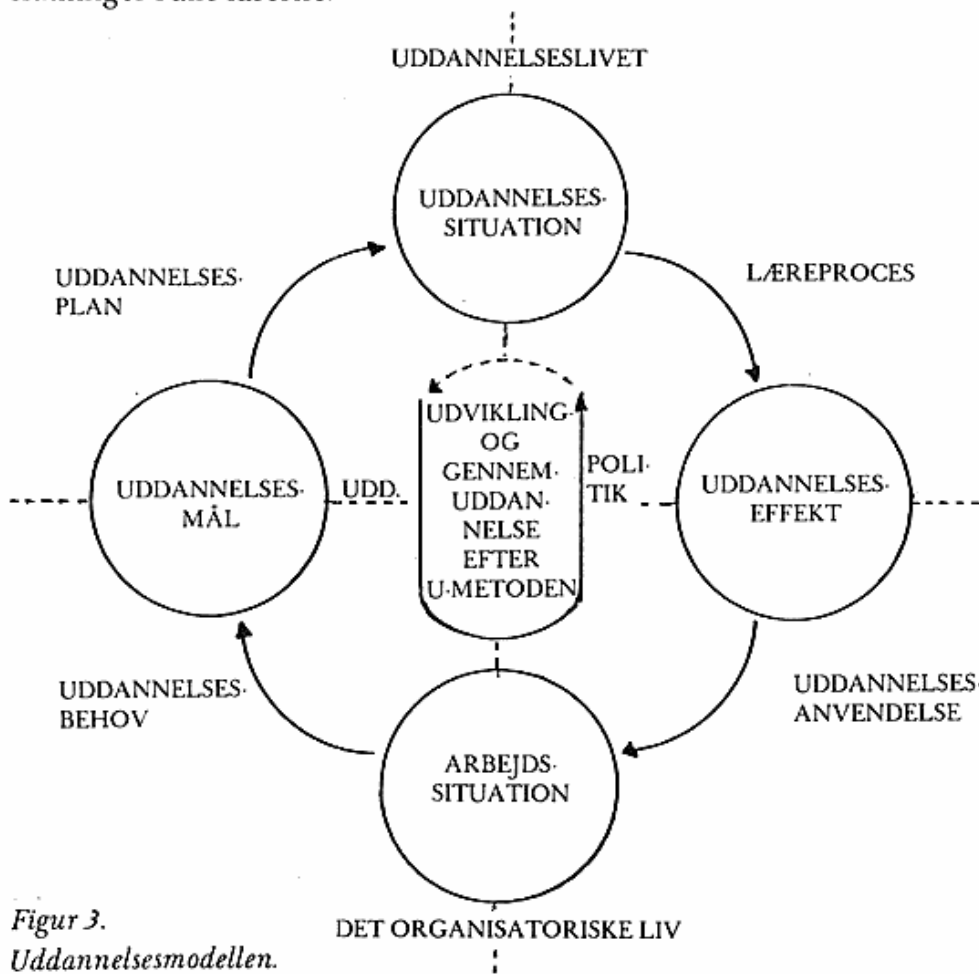 UDDANNELSESLIVET
UDDANNELSES-
SITUATION
UDDANNELSES-
PLAN
LÆREPROCES
UDVIKLING-
OG
GENNEM-
UDDAN-
NELSE
EFTER
U-METODEN
UDDANNELSES-
MÅL
UDD.
POLI-
TIK
UDDANNELSES-
EFFEKT
UDDANNELSES-
BEHOV
UDDANNELSES-
ANVENDELSE
ARBEJDS-
SITUATION
DET ORGANISATORISKE LIV
Figur 3.
Uddannelsesmodellen.